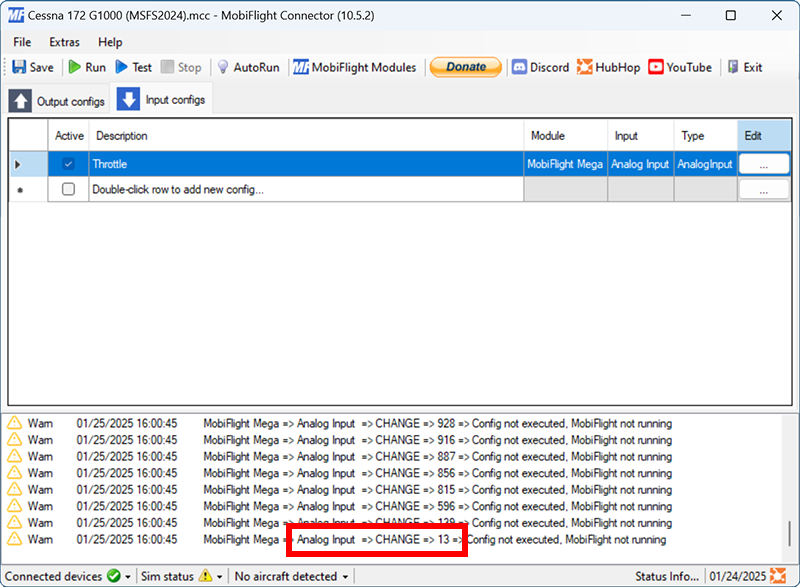 MF Cessna 172 G1000 (MSFS2024).mcc - MobiFlight Connector (10.5.2)
File Extras Help
Save Run Test Stop AutoRun MF MobiFlight Modules Donate Discord HubHop YouTube Exit
Output configs Input configs
Active Description Module Input Type Edit
Throttle MobiFlight Mega Analog Input AnalogInput ...
Double-click row to add new config... ...
Warn 01/25/2025 16:00:45 MobiFlight Mega => Analog Input => CHANGE => 928 => Config not executed, MobiFlight not running
Warn 01/25/2025 16:00:45 MobiFlight Mega => Analog Input => CHANGE => 916 => Config not executed, MobiFlight not running
Warn 01/25/2025 16:00:45 MobiFlight Mega => Analog Input => CHANGE => 887 => Config not executed, MobiFlight not running
Warn 01/25/2025 16:00:45 MobiFlight Mega => Analog Input => CHANGE => 856 => Config not executed, MobiFlight not running
Warn 01/25/2025 16:00:45 MobiFlight Mega => Analog Input => CHANGE => 815 => Config not executed, MobiFlight not running
Warn 01/25/2025 16:00:45 MobiFlight Mega => Analog Input => CHANGE => 596 => Config not executed, MobiFlight not running
Warn 01/25/2025 16:00:45 MobiFlight Mega => Analog Input => CHANGE => => Config not executed, MobiFlight not running
Warn 01/25/2025 16:00:45 MobiFlight Mega => Analog Input => CHANGE => 13 => Config not executed, MobiFlight not running
Connected devices Sim status No aircraft detected Status Info... 01/24/2025